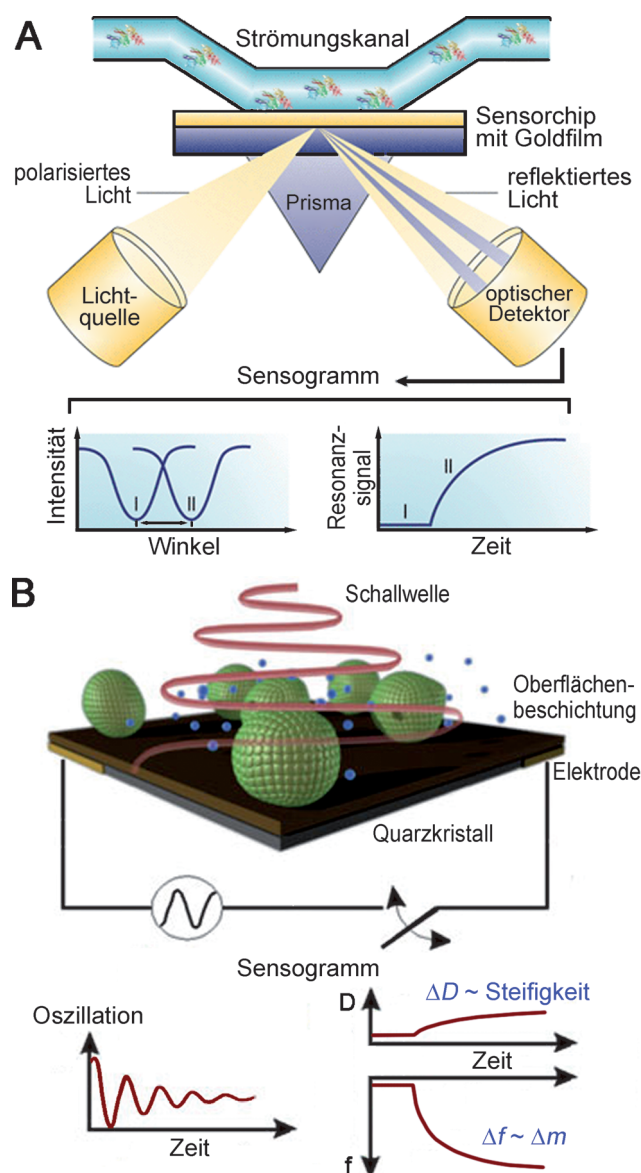 A
Strömungskanal
Sensorchip
mit Goldfilm
polarisiertes
Licht
Prisma
reflektiertes
Licht
Licht-
quelle
optischer
Detektor
Sensogramm
Intensität
I
II
Winkel
Resonanz-
signal
I
II
Zeit
B
Schallwelle
Oberflächen-
beschichtung
Elektrode
Quarzkristall
Sensogramm
Oszillation
Zeit
D
ΔD ~ Steifigkeit
Zeit
Δf ~ Δm
f